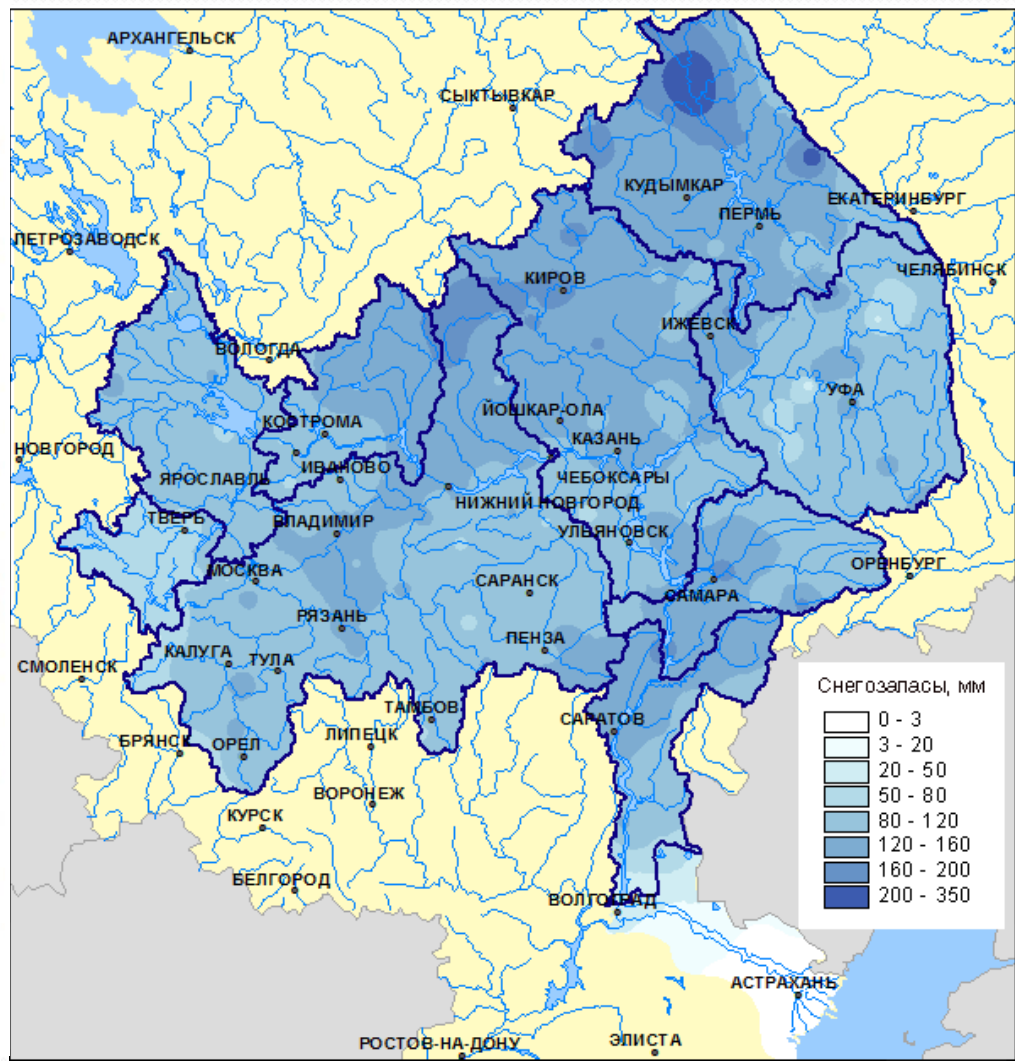 АРХАНГЕЛЬСК
СЫКТЫВКАР
КУДЫМКАР
ЕКАТЕРИНБУРГ
ПЕРМЬ
ПЕТРОЗАВОДСК
ЧЕЛЯБИНСК
КИРОВ
ИЖЕВСК
ВОЛОГДА
УФА
ЙОШКАР-ОЛА
КОСТРОМА
КАЗАНЬ
НОВГОРОД
ИВАНОВО
ЯРОСЛАВЛЬ
ЧЕБОКСАРЫ
НИЖНИЙ НОВГОРОД
ТВЕРЬ
ВЛАДИМИР
УЛЬЯНОВСК
ОРЕНБУРГ
МОСКВА
САРАНСК
САМАРА
РЯЗАНЬ
ПЕНЗА
КАЛУГА
ТУЛА
СМОЛЕНСК
ТАМБОВ
САРАТОВ
ЛИПЕЦК
БРЯНСК
ОРЕЛ
ВОРОНЕЖ
КУРСК
БЕЛГОРОД
ВОЛГОГРАД
АСТРАХАНЬ
РОСТОВ-НА-ДОНУ
ЭЛИСТА
Снегозапасы, мм
0 - 3
3 - 20
20 - 50
50 - 80
80 - 120
120 - 160
160 - 200
200 - 350